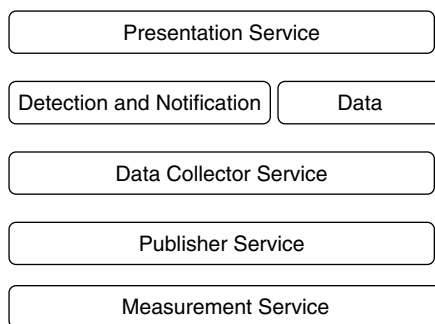 Presentation Service
Detection and Notification Data
Data Collector Service
Publisher Service
Measurement Service